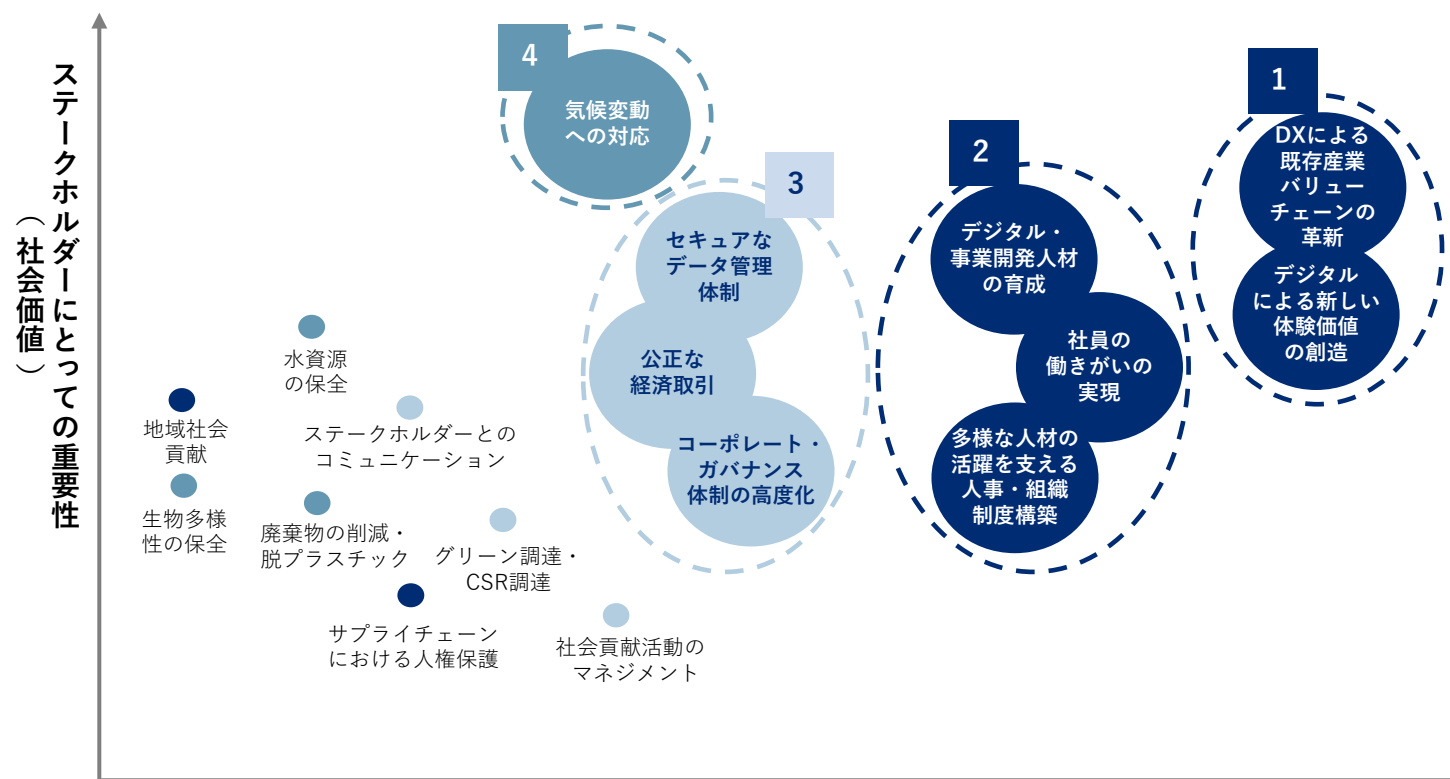 ステークホルダーにとっての重要性
（社会価値）
4
気候変動
への対応
1
DXによる
既存産業
バリュー
チェーンの
革新
デジタル
による新しい
体験価値
の創造
2
デジタル・
事業開発人材
の育成
社員の
働きがいの
実現
多様な人材の
活躍を支える
人事・組織
制度構築
3
セキュアな
データ管理
体制
公正な
経済取引
コーポレート・
ガバナンス
体制の高度化
水資源
の保全
地域社会
貢献
ステークホルダーとの
コミュニケーション
生物多様
性の保全
廃棄物の削減・
脱プラスチック
グリーン調達・
CSR調達
サプライチェーン
における人権保護
社会貢献活動の
マネジメント